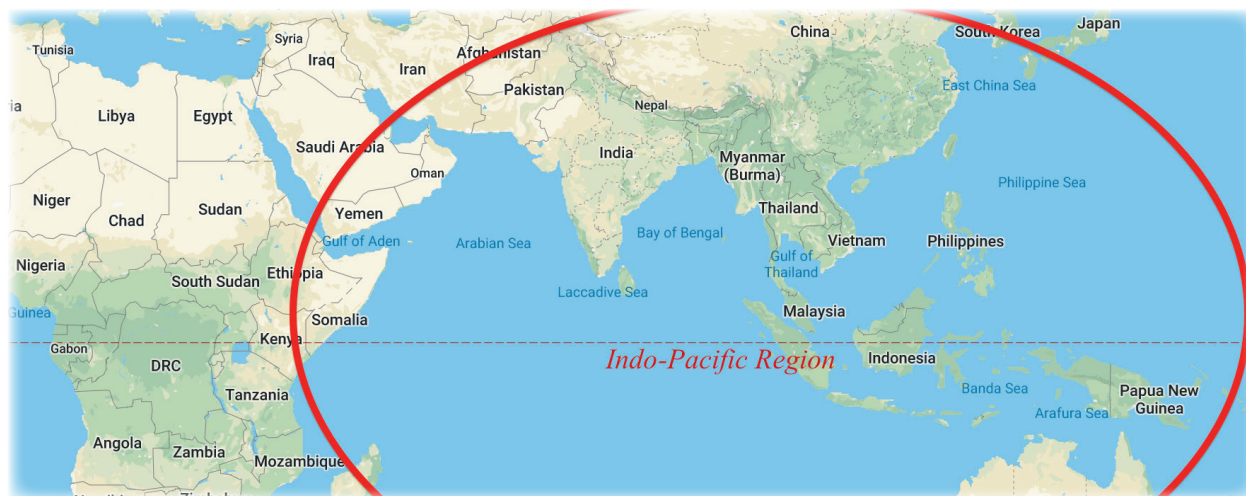 Japan
South Korea
China
Syria
Tunisia
Afghanistan
Iraq
Iran
Pakistan
East China Sea
Nepal
Libya
Egypt
Saudi Arabia
India
Myanmar
(Burma)
Oman
Philippine Sea
Niger
Chad
Sudan
Yemen
Thailand
Gulf of Aden
Arabian Sea
Bay of Bengal
Vietnam
Philippines
Nigeria
South Sudan
Ethiopia
Gulf of
Thailand
Laccadive Sea
Guinea
Somalia
Malaysia
Kenya
Gabon
DRC
Indo-Pacific Region
Indonesia
Tanzania
Banda Sea
Papua New
Guinea
Arafura Sea
Angola
Zambia
Mozambique